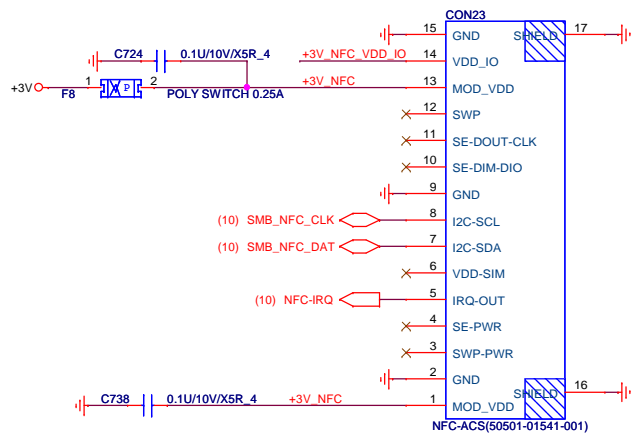 CON23
15 GND SHIELD 17
C724 0.1U/10V/X5R_4 +3V_NFC_VDD_IO 14 VDD_IO
+3V 1 P 2 +3V_NFC 13 MOD_VDD
F8 POLY SWITCH 0.25A
12 SWP
11 SE-DOUT-CLK
10 SE-DIM-DIO
9 GND
(10) SMB_NFC_CLK 8 I2C-SCL
(10) SMB_NFC_DAT 7 I2C-SDA
6 VDD-SIM
(10) NFC-IRQ 5 IRQ-OUT
4 SE-PWR
3 SWP-PWR
2 GND SHIELD 16
C738 0.1U/10V/X5R_4 +3V_NFC 1 MOD_VDD
NFC-ACS(50501-01541-001)